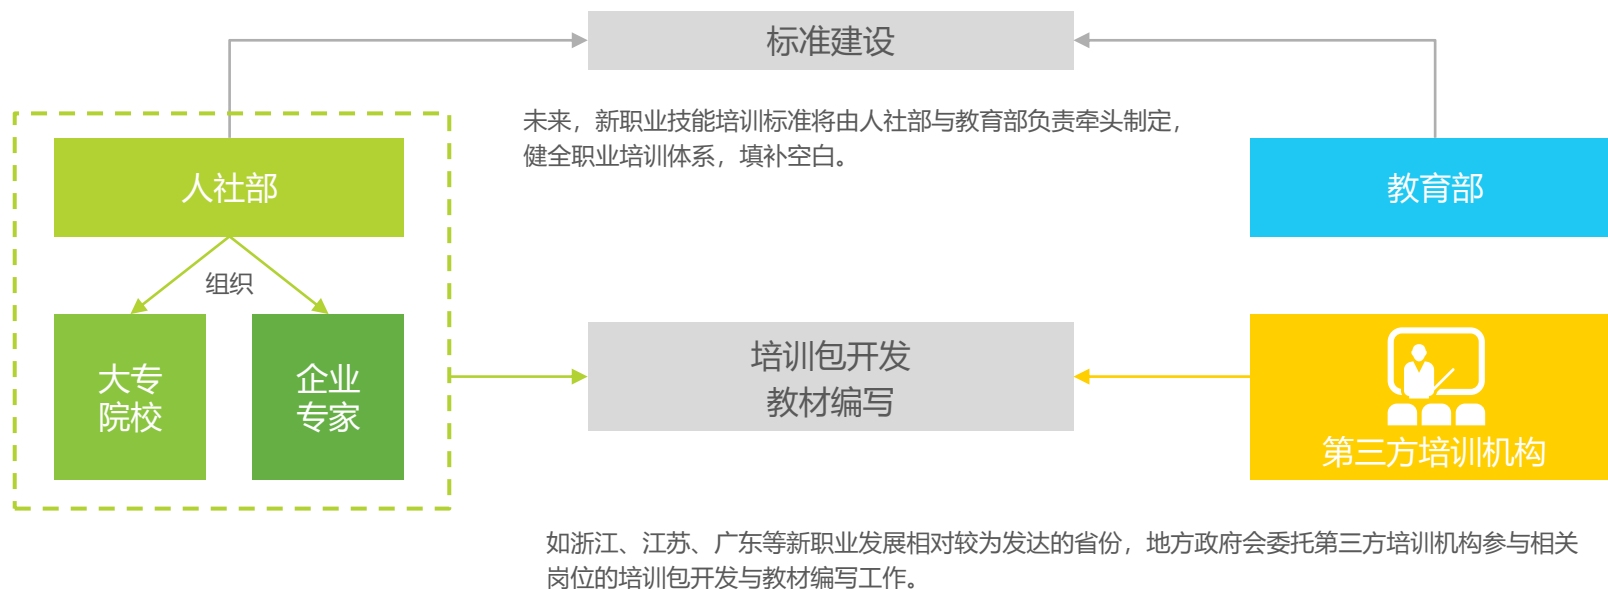 标准建设
未来，新职业技能培训标准将由人社部与教育部负责牵头制定，
健全职业培训体系，填补空白。
人社部
教育部
组织
大专
院校
企业
专家
培训包开发
教材编写
第三方培训机构
如浙江、江苏、广东等新职业发展相对较为发达的省份，地方政府会委托第三方培训机构参与相关
岗位的培训包开发与教材编写工作。